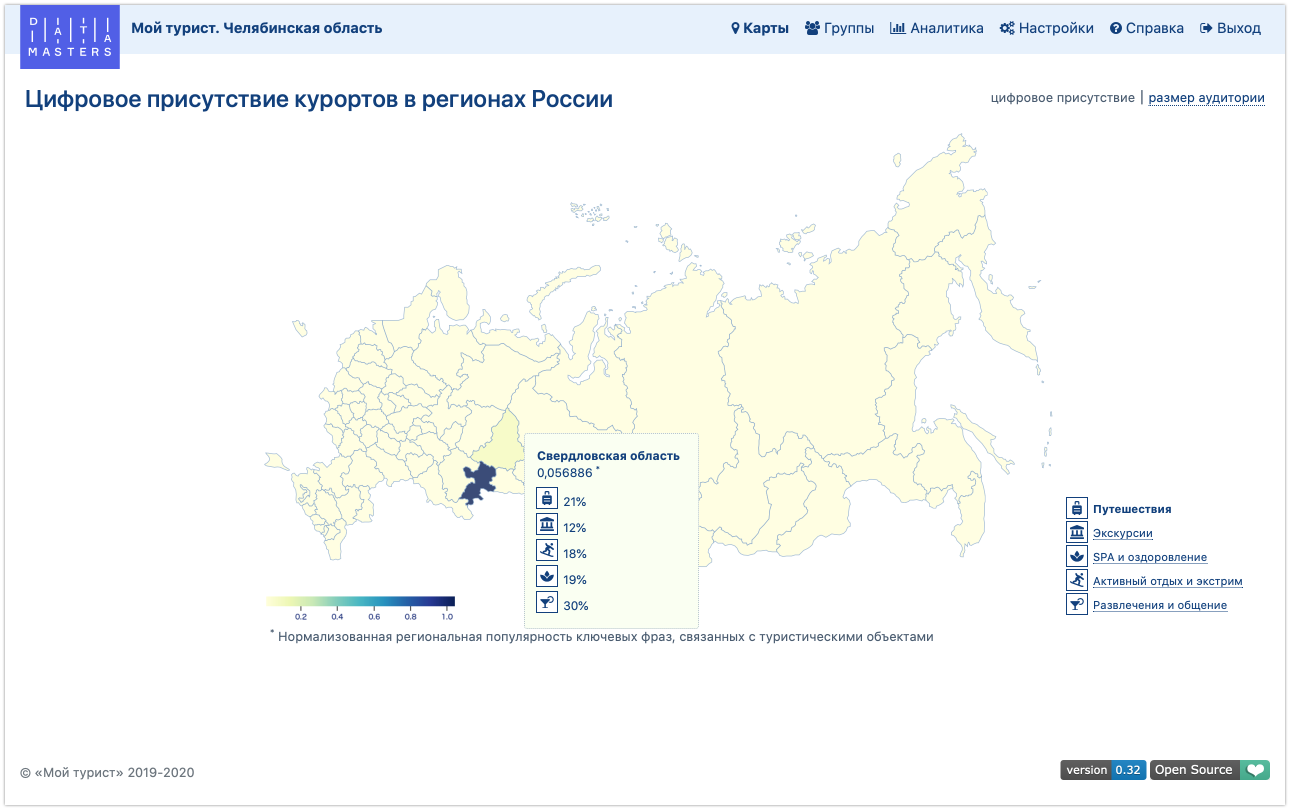 DATA
MASTERS
Мой турист. Челябинская область
Карты Группы Аналитика Настройки Справка Выход
Цифровое присутствие курортов в регионах России
цифровое присутствие | размер аудитории
Свердловская область
0,056886 *
21%
12%
18%
19%
30%
Путешествия
Экскурсии
SPA и оздоровление
Активный отдых и экстрим
Развлечения и общение
0.2 0.4 0.6 0.8 1.0
* Нормализованная региональная популярность ключевых фраз, связанных с туристическими объектами
© «Мой турист» 2019-2020
version 0.32 Open Source